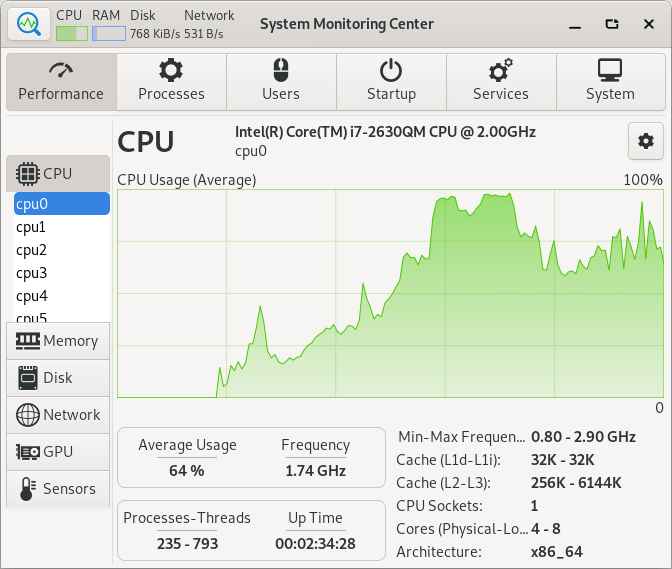 CPU RAM Disk Network
768 KiB/s 531 B/s
System Monitoring Center
Performance Processes Users Startup Services System
CPU
cpu0
cpu1
cpu2
cpu3
cpu4
cpu5
Memory
Disk
Network
GPU
Sensors
CPU
Intel(R) Core(TM) i7-2630QM CPU @ 2.00GHz
cpu0
CPU Usage (Average) 100%
0
Average Usage Frequency
64 % 1.74 GHz
Processes-Threads Up Time
235 - 793 00:02:34:28
Min-Max Frequen... 0.80 - 2.90 GHz
Cache (L1d-L1i): 32K - 32K
Cache (L2-L3): 256K - 6144K
CPU Sockets: 1
Cores (Physical-Lo... 4 - 8
Architecture: x86_64